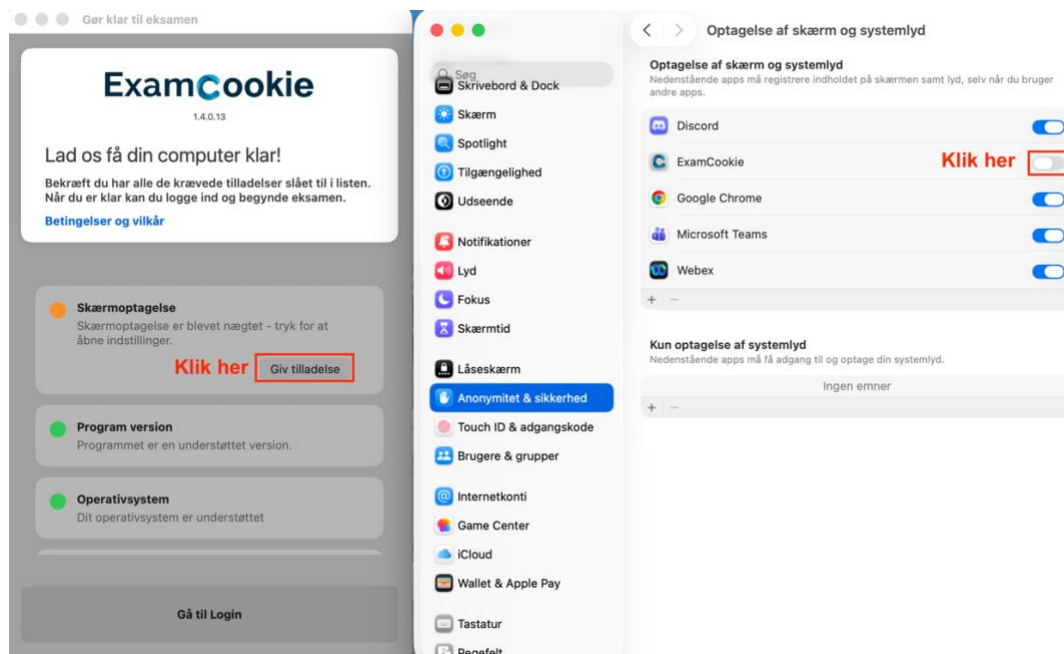 Gør klar til eksamen
ExamCookie
1.4.0.13
Lad os få din computer klar!
Bekræft du har alle de krævede tilladelser slået til i listen.
Når du er klar kan du logge ind og begynde eksamen.
Betingelser og vilkår
Skærmoptagelse
Skærmoptagelse er blevet nægtet - tryk for at
åbne indstillinger.
Klik her
Giv tilladelse
Program version
Programmet er en understøttet version.
Operativsystem
Dit operativsystem er understøttet
Gå til Login
Søg
Skrivebord & Dock
Skærm
Spotlight
Tilgængelighed
Udseende
Notifikationer
Lyd
Fokus
Skærmtid
Låseskærm
Anonymitet & sikkerhed
Touch ID & adgangskode
Brugere & grupper
Internetkonti
Game Center
iCloud
Wallet & Apple Pay
Tastatur
Pegefelt
Optagelse af skærm og systemlyd
Optagelse af skærm og systemlyd
Nedenstående apps må registrere indholdet på skærmen samt lyd, selv når du bruger
andre apps.
Discord
ExamCookie
Klik her
Google Chrome
Microsoft Teams
Webex
Kun optagelse af systemlyd
Nedenstående apps må få adgang til og optage din systemlyd.
Ingen emner